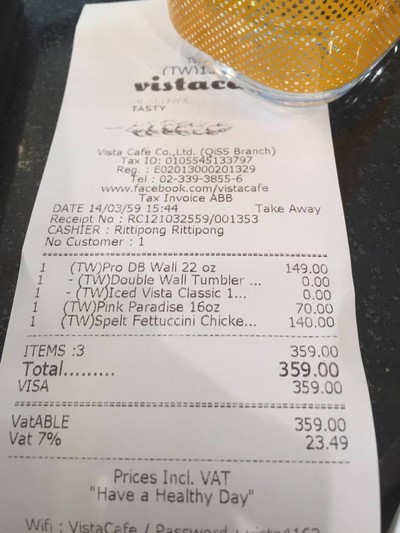 (TW)1
vistaca
TASTY
Vista Cafe Co.,Ltd. (QiSS Branch)
Tax ID: 0105545133797
Reg. : E02013000201329
Tel : 02-339-3855-6
www.facebook.com/vistacafe
Tax Invoice ABB
DATE 14/03/59 15:44 Take Away
Receipt No : RC121032559/001353
CASHIER : Rittipong Rittipong
No Customer : 1
1 (TW)Pro DB Wall 22 oz 149.00
1 - (TW)Double Wall Tumbler ... 0.00
1 - (TW)Iced Vista Classic 1... 0.00
1 (TW)Pink Paradise 16oz 70.00
1 (TW)Spelt Fettuccini Chicke... 140.00
ITEMS :3 359.00
Total......... 359.00
VISA 359.00
VatABLE 359.00
Vat 7% 23.49
Prices Incl. VAT
"Have a Healthy Day"
Wifi : VistaCafe / Password : vista4162